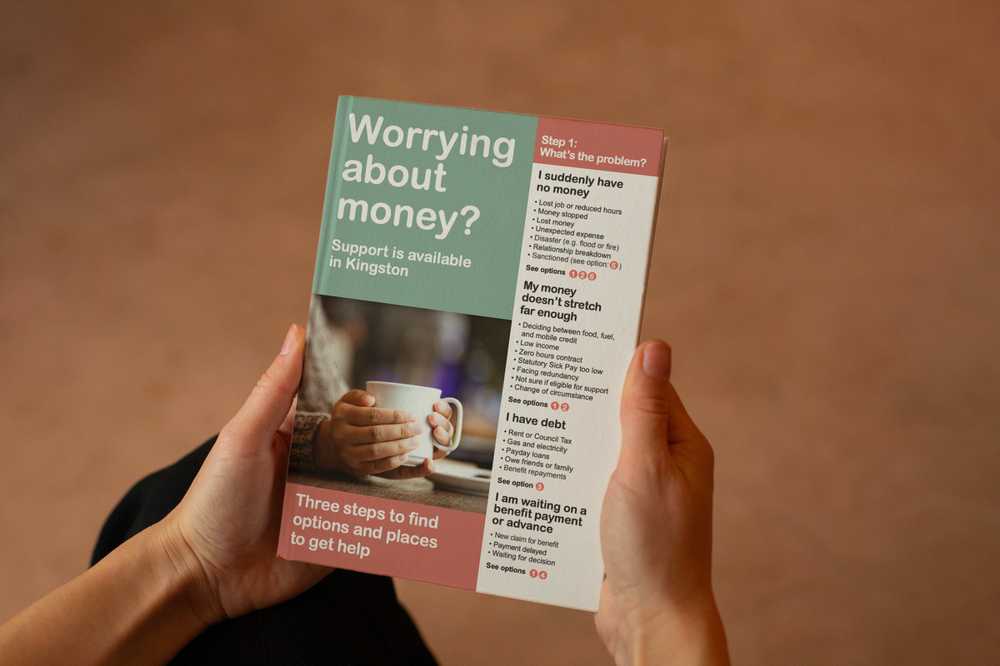 Worrying
about
money?
Support is available
in Kingston
Three steps to find
options and places
to get help
Step 1:
What's the problem?
I suddenly have
no money
• Lost job or reduced hours
• Money stopped
• Lost money
• Unexpected expense
• Disaster (e.g. flood or fire)
• Relationship breakdown
• Sanctioned (see option: 5)
See options 1 2 6
My money
doesn't stretch
far enough
• Deciding between food, fuel,
and mobile credit
• Low income
• Zero hours contract
• Statutory Sick Pay too low
• Facing redundancy
• Not sure if eligible for support
• Change of circumstance
See options 1 2
I have debt
• Rent or Council Tax
• Gas and electricity
• Payday loans
• Owe friends or family
• Benefit repayments
See option 3
I am waiting on a
benefit payment
or advance
• New claim for benefit
• Payment delayed
• Waiting for decision
See options 1 4